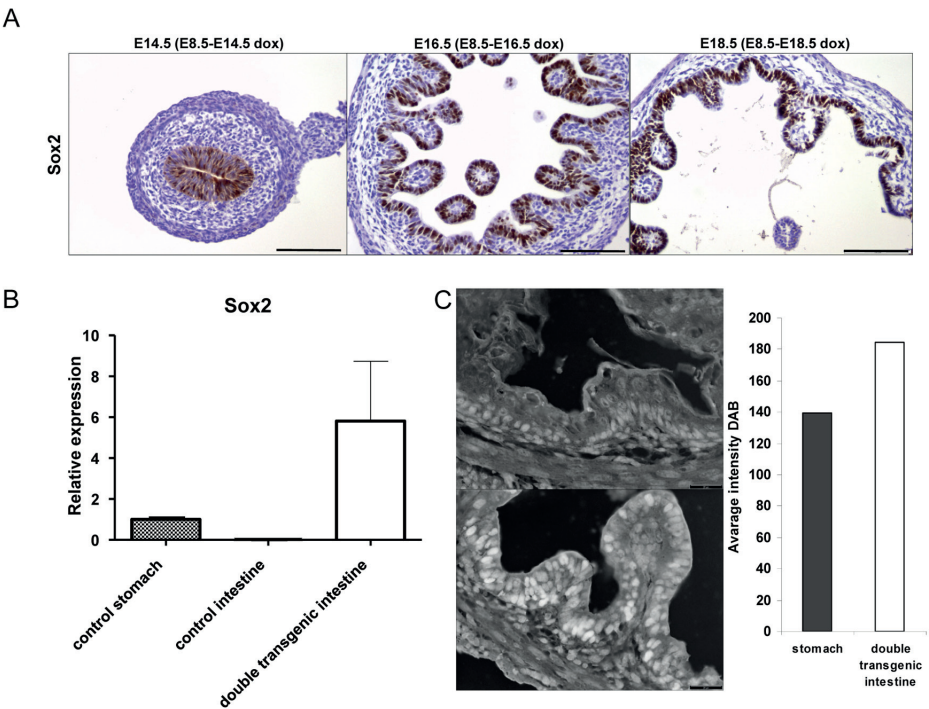 A
E14.5 (E8.5-E14.5 dox)
E16.5 (E8.5-E16.5 dox)
E18.5 (E8.5-E18.5 dox)
Sox2
B
Sox2
Relative expression
10
8
6
4
2
0
control stomach
control intestine
double transgenic intestine
C
Avarage intensity DAB
200
180
160
140
120
100
80
60
40
20
0
stomach
double
transgenic
intestine